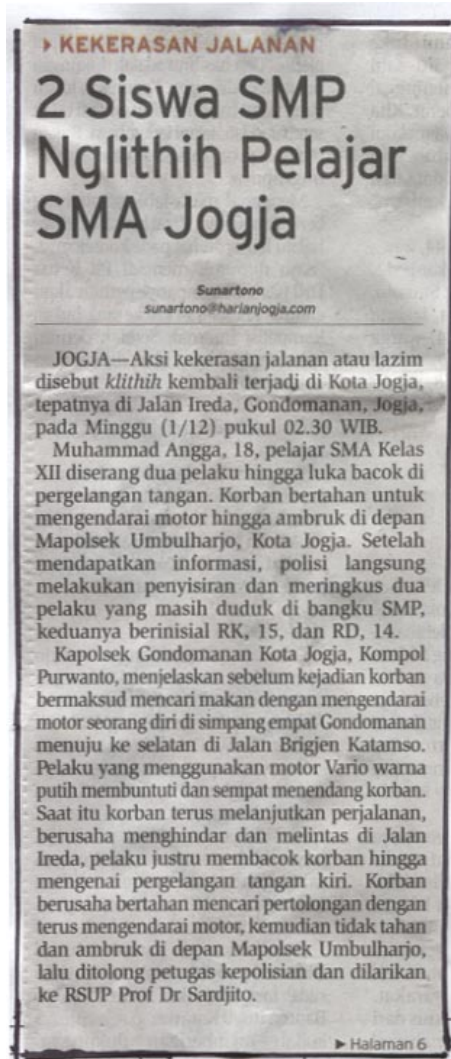 ▸ KEKERASAN JALANAN
2 Siswa SMP
Nglithih Pelajar
SMA Jogja
Sunartono
sunartono@harianjogja.com
JOGJA—Aksi kekerasan jalanan atau lazim
disebut klithih kembali terjadi di Kota Jogja,
tepatnya di Jalan Ireda, Gondomanan, Jogja,
pada Minggu (1/12) pukul 02.30 WIB.
Muhammad Angga, 18, pelajar SMA Kelas
XII diserang dua pelaku hingga luka bacok di
pergelangan tangan. Korban bertahan untuk
mengendarai motor hingga ambruk di depan
Mapolsek Umbulharjo, Kota Jogja. Setelah
mendapatkan informasi, polisi langsung
melakukan penyisiran dan meringkus dua
pelaku yang masih duduk di bangku SMP,
keduanya berinisial RK, 15, dan RD, 14.
Kapolsek Gondomanan Kota Jogja, Kompol
Purwanto, menjelaskan sebelum kejadian korban
bermaksud mencari makan dengan mengendarai
motor seorang diri di simpang empat Gondomanan
menuju ke selatan di Jalan Brigjen Katamso.
Pelaku yang menggunakan motor Vario warna
putih membuntuti dan sempat menendang korban.
Saat itu korban terus melanjutkan perjalanan,
berusaha menghindar dan melintas di Jalan
Ireda, pelaku justru membacok korban hingga
mengenai pergelangan tangan kiri. Korban
berusaha bertahan mencari pertolongan dengan
terus mengendarai motor, kemudian tidak tahan
dan ambruk di depan Mapolsek Umbulharjo,
lalu ditolong petugas kepolisian dan dilarikan
ke RSUP Prof Dr Sardjito.
▸ Halaman 6